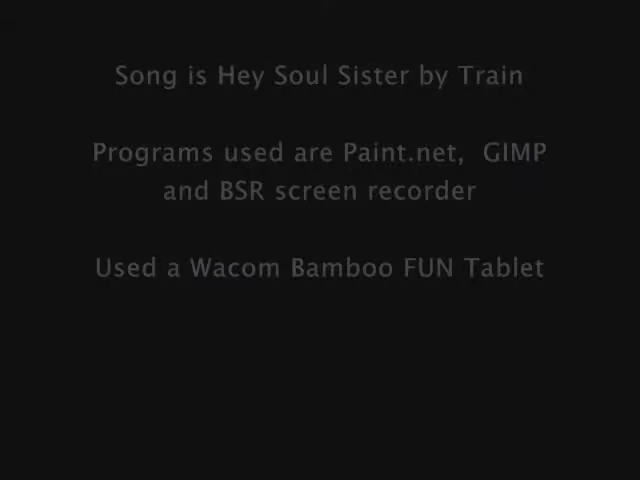 Song is Hey Soul Sister by Train
Programs used are Paint.net,  GIMP
and BSR screen recorder
Used a Wacom Bamboo FUN Tablet